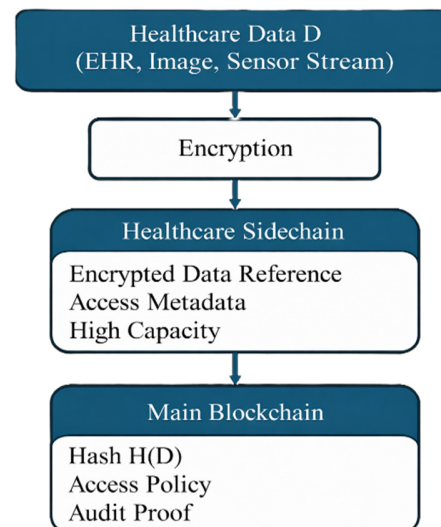 Healthcare Data D
(EHR, Image, Sensor Stream)
Encryption
Healthcare Sidechain
Encrypted Data Reference
Access Metadata
High Capacity
Main Blockchain
Hash H(D)
Access Policy
Audit Proof